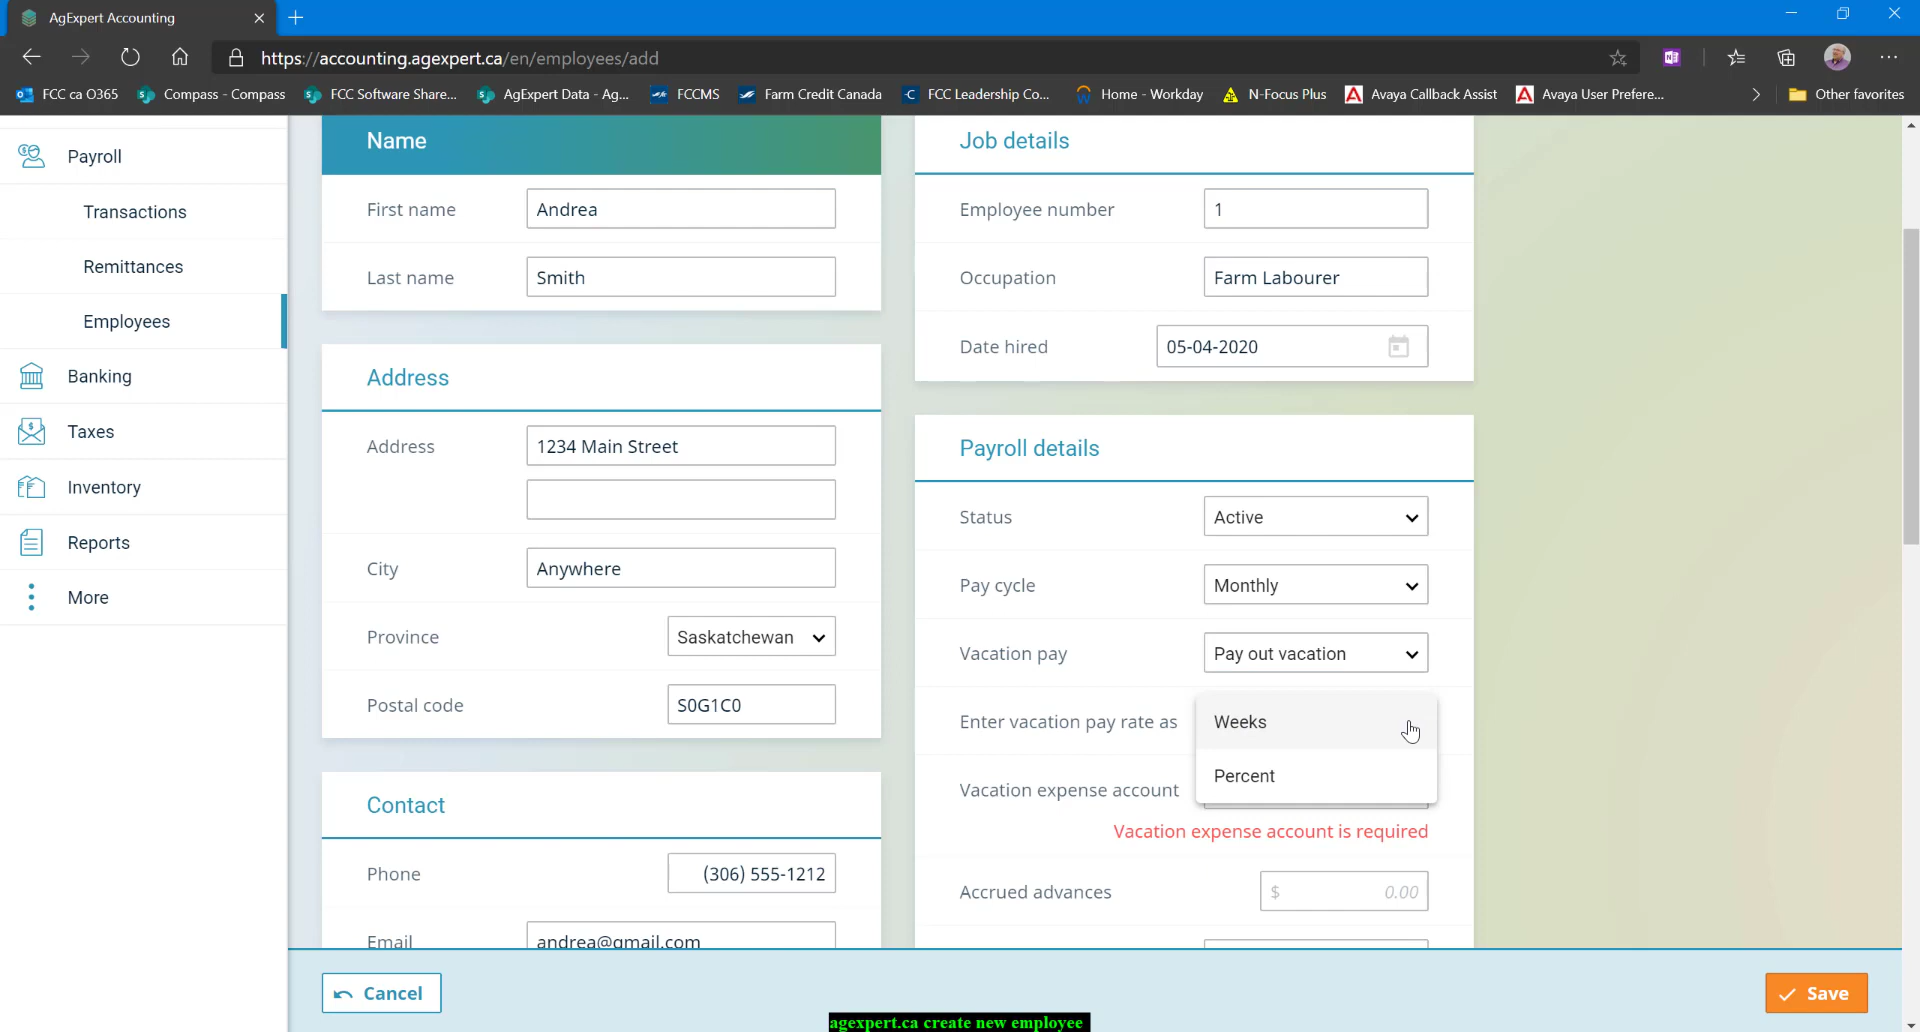 AgExpert Accounting
https://accounting.agexpert.ca/en/employees/add
FCC ca O365
Compass - Compass
FCC Software Share...
AgExpert Data - Ag...
FCCMS
Farm Credit Canada
FCC Leadership Co...
Home - Workday
N-Focus Plus
Avaya Callback Assist
Avaya User Prefere...
Other favorites
Payroll
Transactions
Remittances
Employees
Banking
Taxes
Inventory
Reports
More
Name
First name Andrea
Last name Smith
Address
Address 1234 Main Street
City Anywhere
Province Saskatchewan
Postal code S0G1C0
Contact
Phone (306) 555-1212
Email andrea@gmail.com
Job details
Employee number 1
Occupation Farm Labourer
Date hired 05-04-2020
Payroll details
Status Active
Pay cycle Monthly
Vacation pay Pay out vacation
Enter vacation pay rate as Weeks
Percent
Vacation expense account
Vacation expense account is required
Accrued advances $ 0.00
Cancel
Save
agexpert.ca create new employee